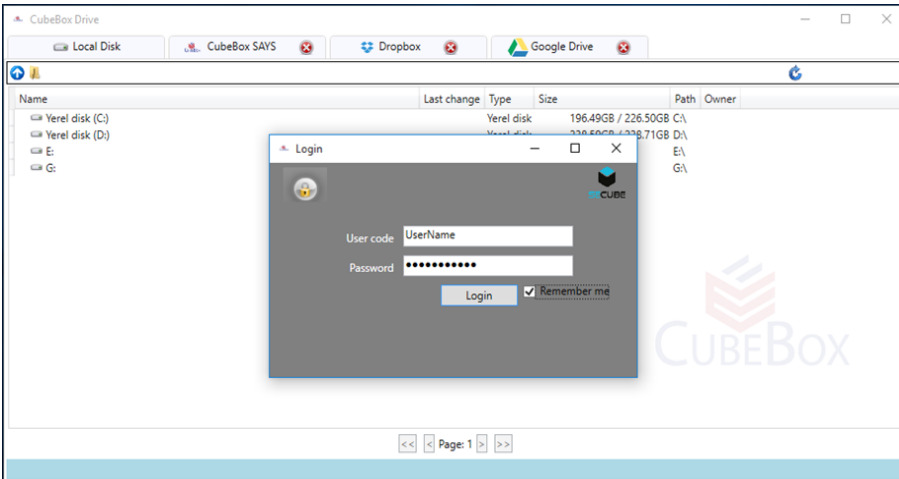 CubeBox Drive
Local Disk CubeBox SAYS Dropbox Google Drive
Name Last change Type Size Path Owner
Yerel disk (C:) Yerel disk 196.49GB / 226.50GB C:\
Yerel disk (D:) D:\
E: E:\
G: G:\
Login
CUBE
User code UserName
Password •••••••••••
Login Remember me
CUBEBOX
<< < Page: 1 > >>